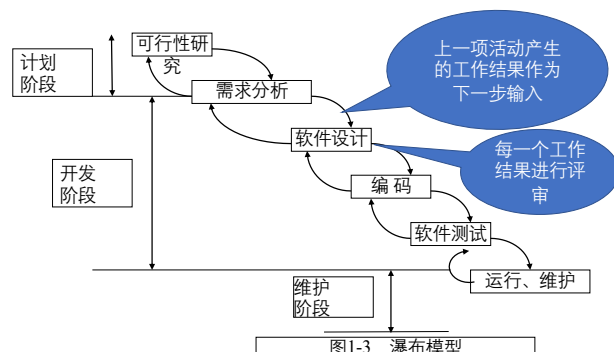 可行性研
究
计划
阶段
需求分析
上一项活动产生
的工作结果作为
下一步输入
软件设计
每一个工作
结果进行评
审
开发
阶段
编 码
软件测试
运行、维护
维护
阶段
图1-3 瀑布模型